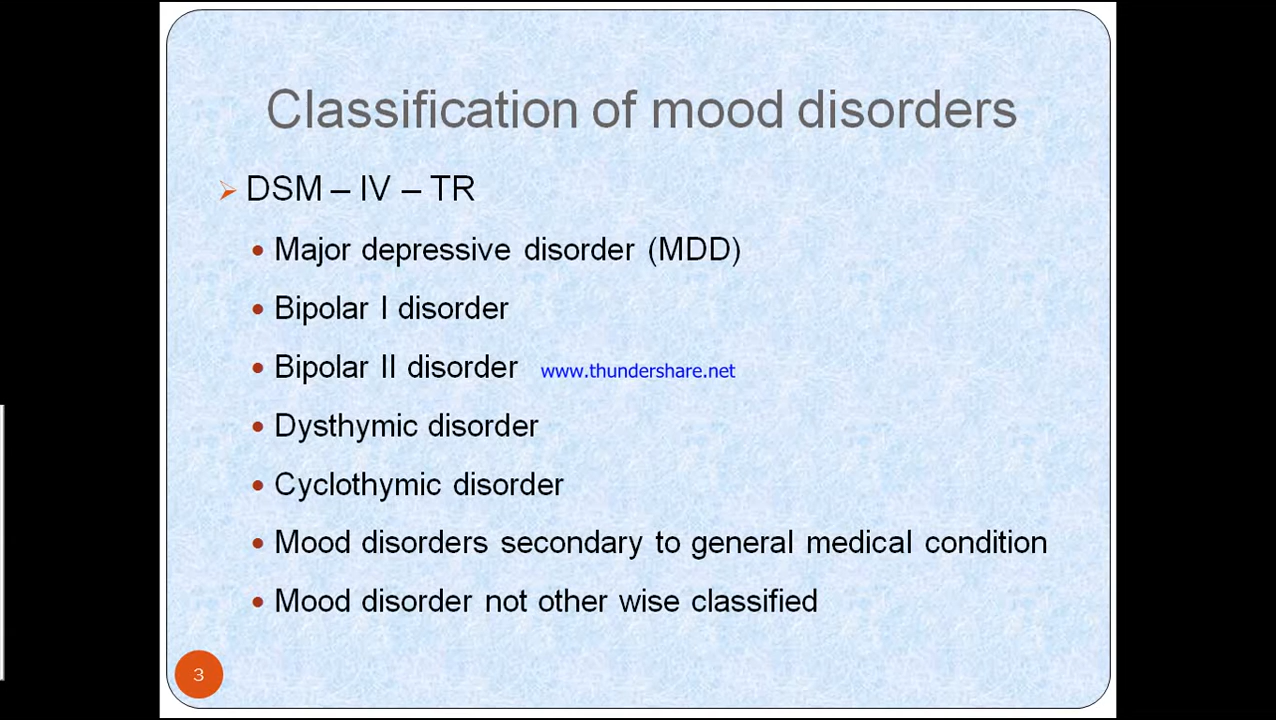 Classification of mood disorders
DSM – IV – TR
Major depressive disorder (MDD)
Bipolar I disorder
Bipolar II disorder www.thundershare.net
Dysthymic disorder
Cyclothymic disorder
Mood disorders secondary to general medical condition
Mood disorder not other wise classified
3